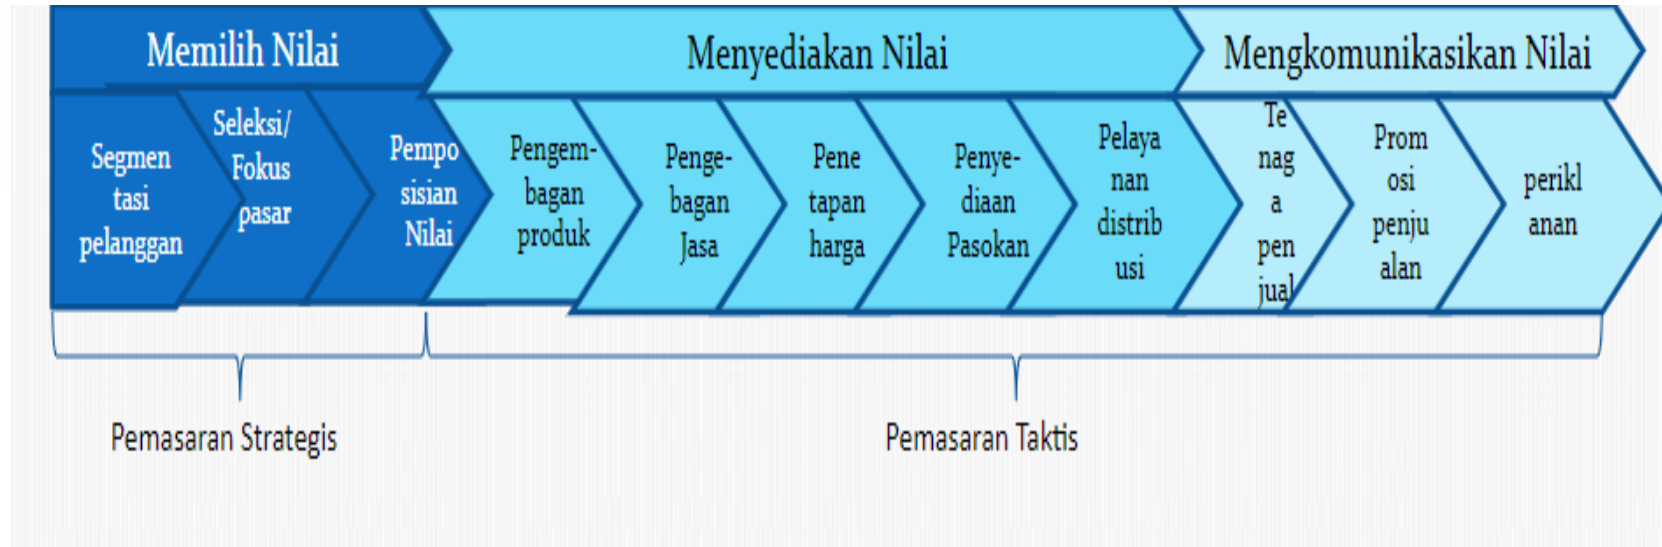 Memilih Nilai
Menyediakan Nilai
Mengkomunikasikan Nilai
Segmen
tasi
pelanggan
Seleksi/
Fokus
pasar
Pempo
sisian
Nilai
Pengem-
bagan
produk
Penge-
bagan
Jasa
Pene
tapan
harga
Penye-
diaan
Pasokan
Pelaya
nan
distrib
usi
Te
nag
a
pen
jual
Prom
osi
penju
alan
perikl
anan
Pemasaran Strategis
Pemasaran Taktis